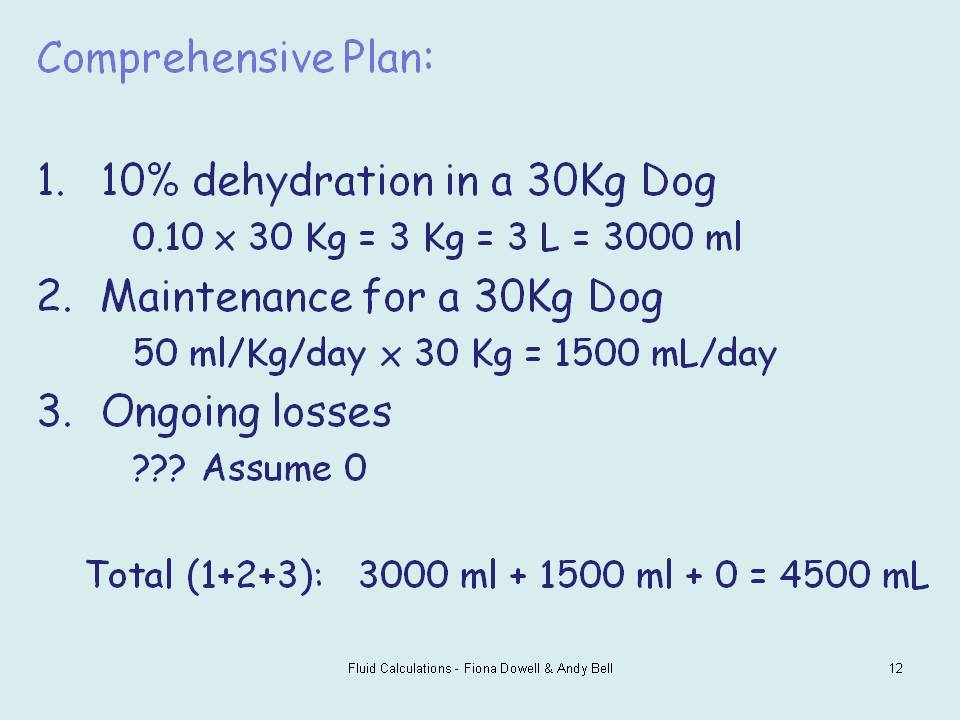 Comprehensive Plan:
1. 10% dehydration in a 30Kg Dog
0.10 x 30 Kg = 3 Kg = 3 L = 3000 ml
2. Maintenance for a 30Kg Dog
50 ml/Kg/day x 30 Kg = 1500 mL/day
3. Ongoing losses
??? Assume 0
Total (1+2+3): 3000 ml + 1500 ml + 0 = 4500 mL
Fluid Calculations - Fiona Dowell & Andy Bell 12